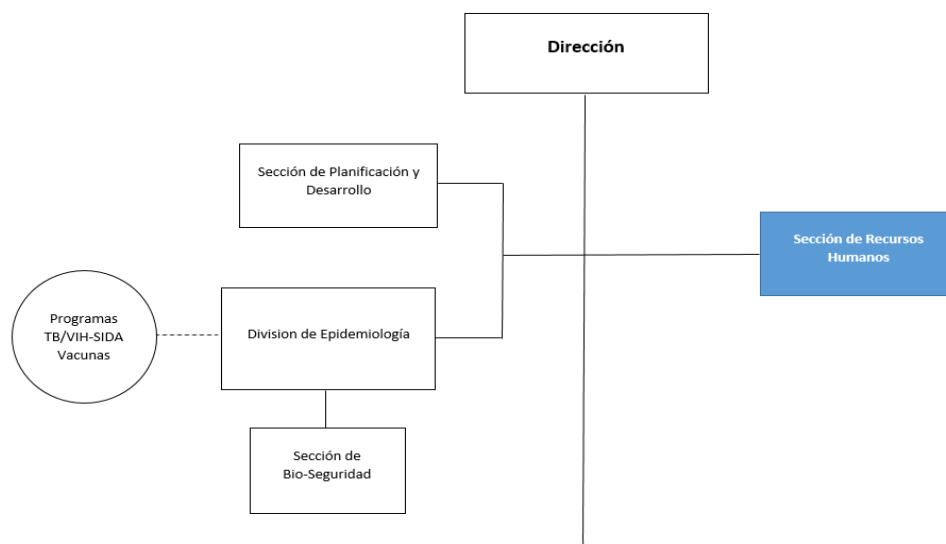 Dirección
Sección de Planificación y
Desarrollo
Sección de Recursos
Humanos
Programas
TB/VIH-SIDA
Vacunas
Division de Epidemiología
Sección de
Bio-Seguridad